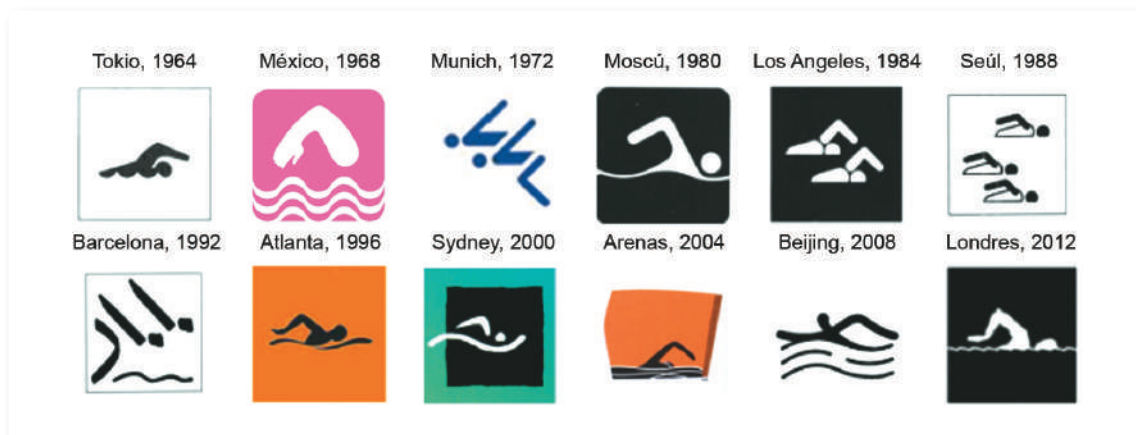 Tokio, 1964
México, 1968
Munich, 1972
Moscú, 1980
Los Angeles, 1984
Seúl, 1988
Barcelona, 1992
Atlanta, 1996
Sydney, 2000
Arenas, 2004
Beijing, 2008
Londres, 2012